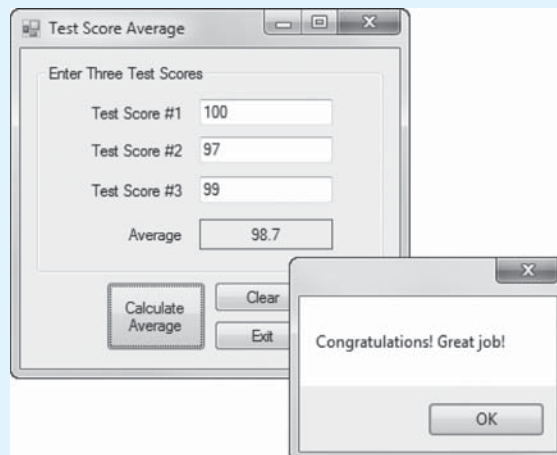 Test Score Average
Enter Three Test Scores
Test Score #1 100
Test Score #2 97
Test Score #3 99
Average 98.7
Calculate
Average
Clear
Exit
Congratulations! Great job!
OK